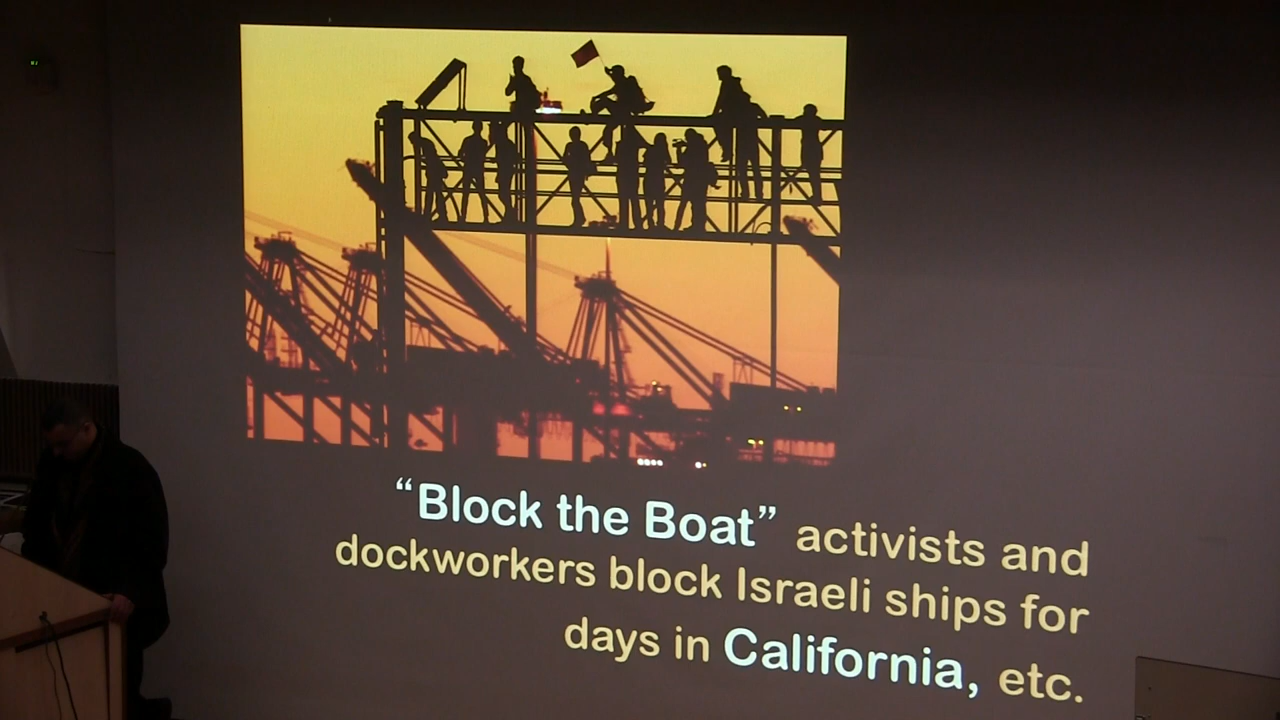 “Block the Boat” activists and
dockworkers block Israeli ships for
days in California, etc.